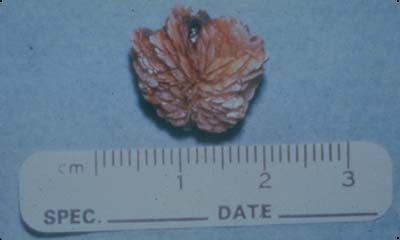 cm 1 2 3
SPEC. DATE